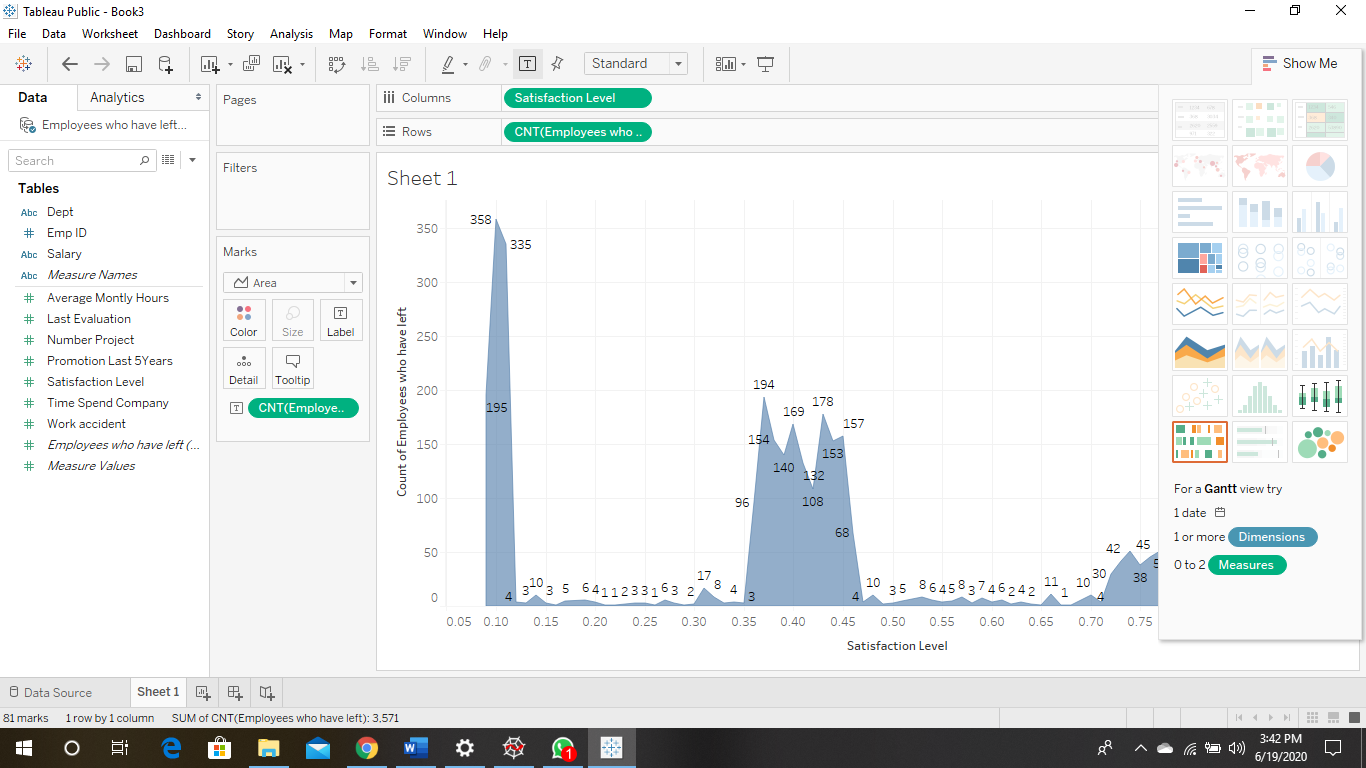 Tableau Public - Book3
File Data Worksheet Dashboard Story Analysis Map Format Window Help
Standard
Show Me
Data Analytics
Employees who have left...
Search
Tables
Abc Dept
# Emp ID
Abc Salary
Abc Measure Names
# Average Montly Hours
# Last Evaluation
# Number Project
# Promotion Last 5Years
# Satisfaction Level
# Time Spend Company
# Work accident
# Employees who have left (...
# Measure Values
Pages
Filters
Marks
Area
Color Size Label
Detail Tooltip
CNT(Employe..
Columns Satisfaction Level
Rows CNT(Employees who ..
Sheet 1
Count of Employees who have left
350
300
250
200
150
100
50
0
358
335
195
194
178
169
157
154
153
140
132
108
96
68
4 3 10 3 5 6 4 1 1 2 3 3 1 6 3 2 17 8 4 3
4 10 3 5 8 6 4 5 8 3 7 4 6 2 4 2 11 1 10 4 30 42 38 45
0.05 0.10 0.15 0.20 0.25 0.30 0.35 0.40 0.45 0.50 0.55 0.60 0.65 0.70 0.75
Satisfaction Level
For a Gantt view try
1 date
1 or more Dimensions
0 to 2 Measures
Data Source Sheet 1
81 marks 1 row by 1 column SUM of CNT(Employees who have left): 3,571
1
3:42 PM
6/19/2020